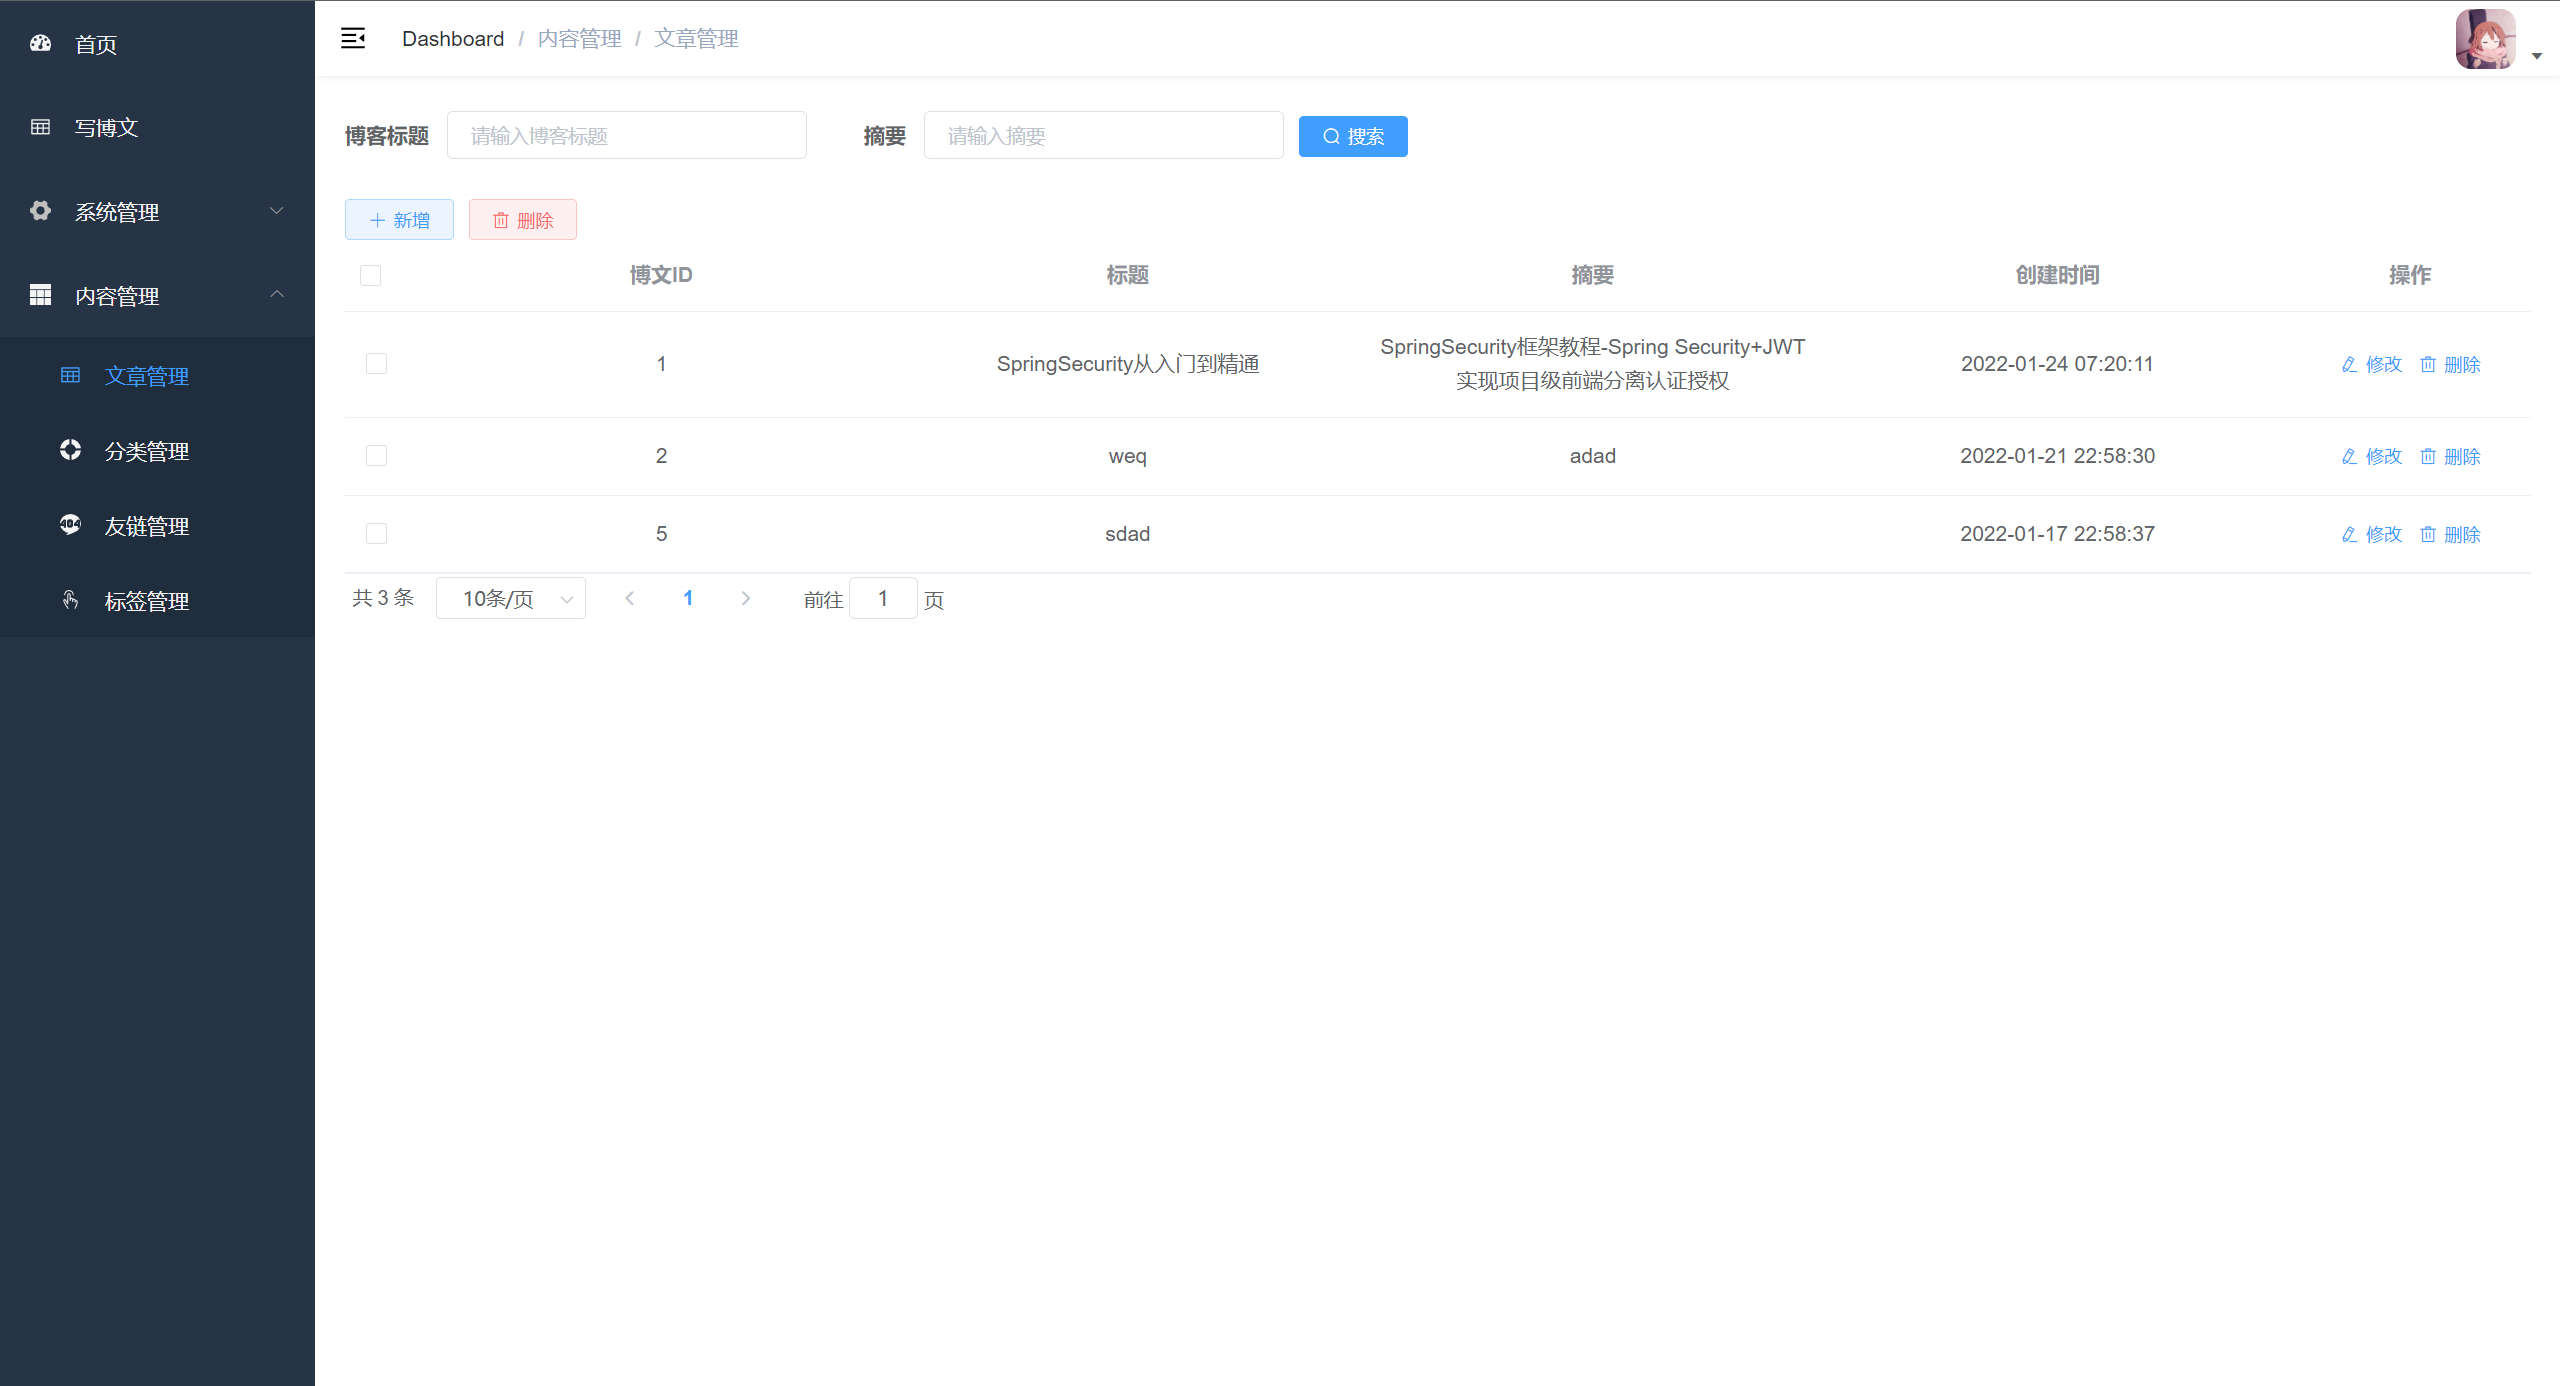 首页
写博文
系统管理
内容管理
文章管理
分类管理
友链管理
标签管理
Dashboard / 内容管理 / 文章管理
博客标题 请输入博客标题 摘要 请输入摘要 搜索
新增 删除
博文ID 标题 摘要 创建时间 操作
1 SpringSecurity从入门到精通 SpringSecurity框架教程-Spring Security+JWT
实现项目级前端分离认证授权 2022-01-24 07:20:11 修改 删除
2 weq adad 2022-01-21 22:58:30 修改 删除
5 sdad 2022-01-17 22:58:37 修改 删除
共 3 条 10条/页 1 前往 1 页